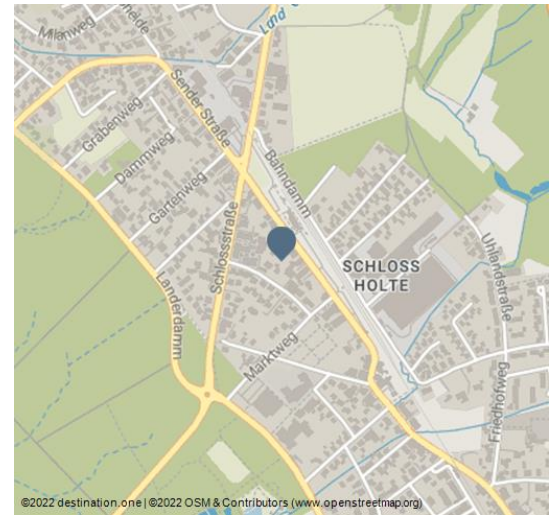 Milanweg
Land
Sender Straße
Grabenweg
Dammweg
Bahndamm
Gartenweg
Schlossstraße
Uhlandstraße
SCHLOSS
HOLTE
Landerdamm
Marktweg
Friedhofweg
©2022 destination.one | ©2022 OSM & Contributors (www.openstreetmap.org)